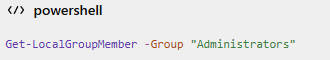 </> powershell
Get-LocalGroupMember -Group "Administrators"